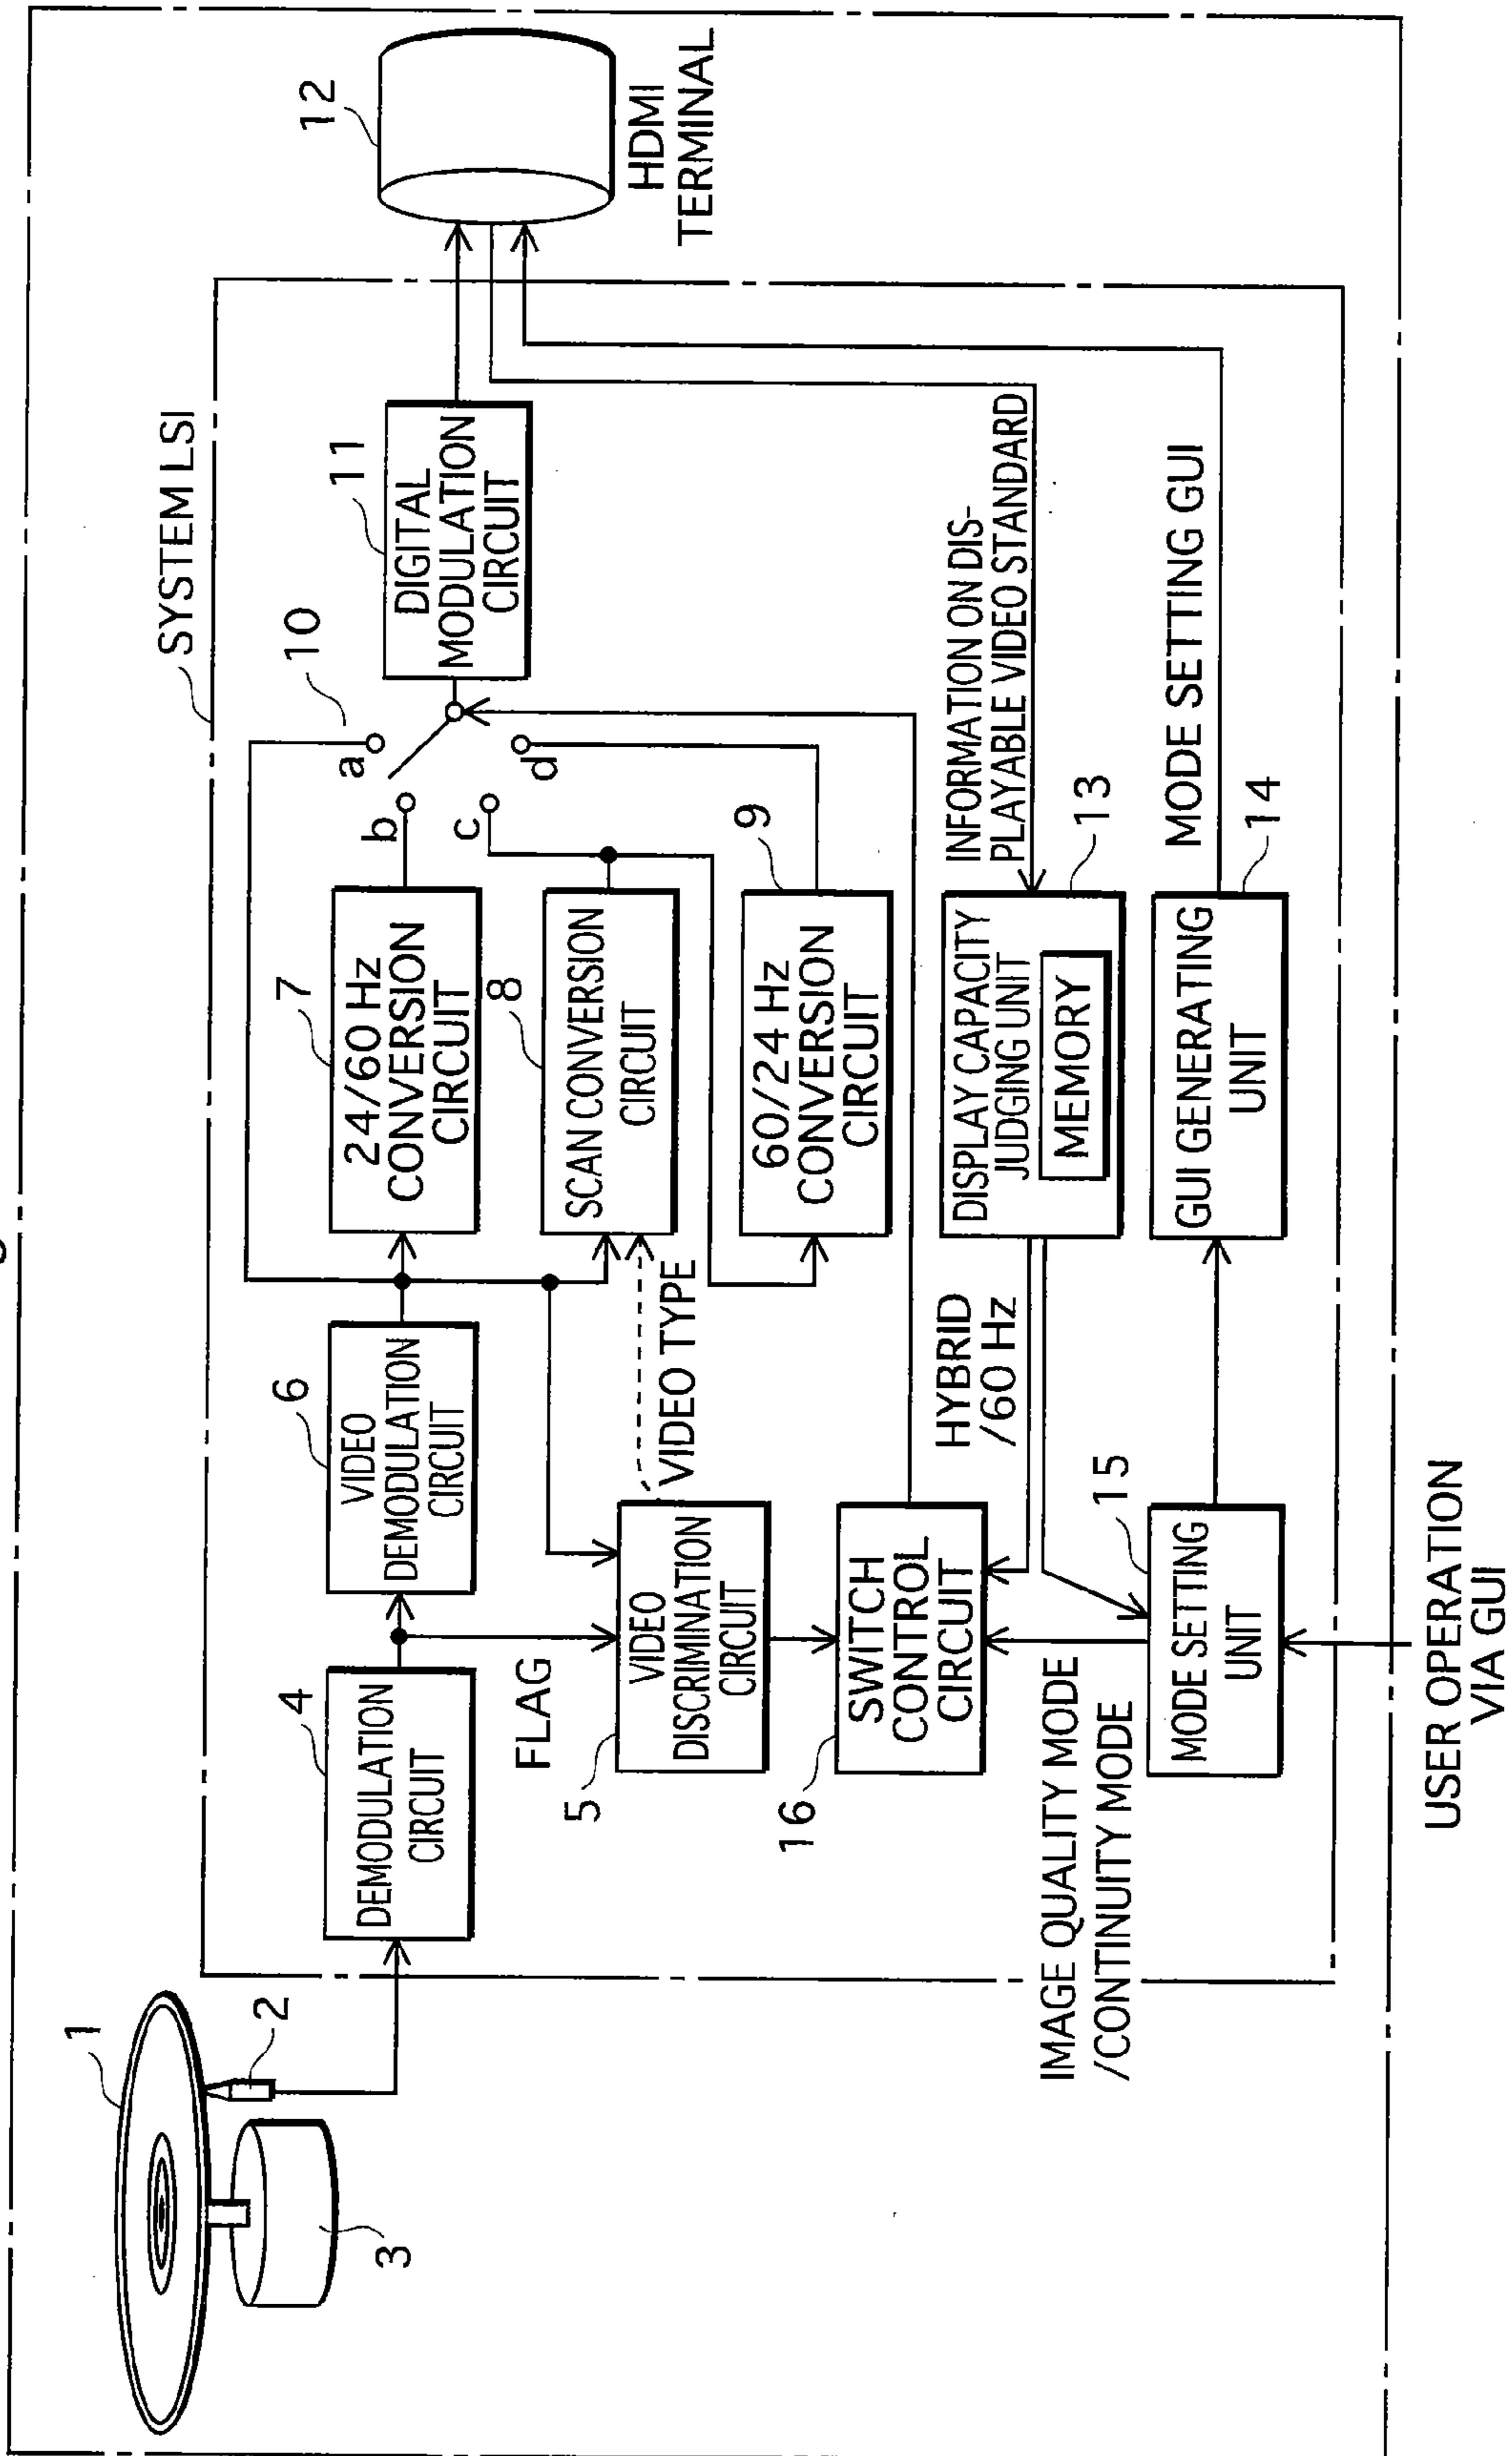 1
2
3
SYSTEM LSI
4
DEMODULATION
CIRCUIT
FLAG
5
VIDEO
DISCRIMINATION
CIRCUIT
VIDEO TYPE
6
VIDEO
DEMODULATION
CIRCUIT
7
24/60 Hz
CONVERSION
CIRCUIT
8
SCAN CONVERSION
CIRCUIT
9
60/24 Hz
CONVERSION
CIRCUIT
10
a
b
c
d
11
DIGITAL
MODULATION
CIRCUIT
12
HDMI
TERMINAL
INFORMATION ON DIS-
PLAYABLE VIDEO STANDARD
13
DISPLAY CAPACITY
JUDGING UNIT
MEMORY
HYBRID
/60 Hz
MODE SETTING GUI
14
GUI GENERATING
UNIT
15
MODE SETTING
UNIT
16
SWITCH
CONTROL
CIRCUIT
IMAGE QUALITY MODE
/CONTINUITY MODE
USER OPERATION
VIA GUI